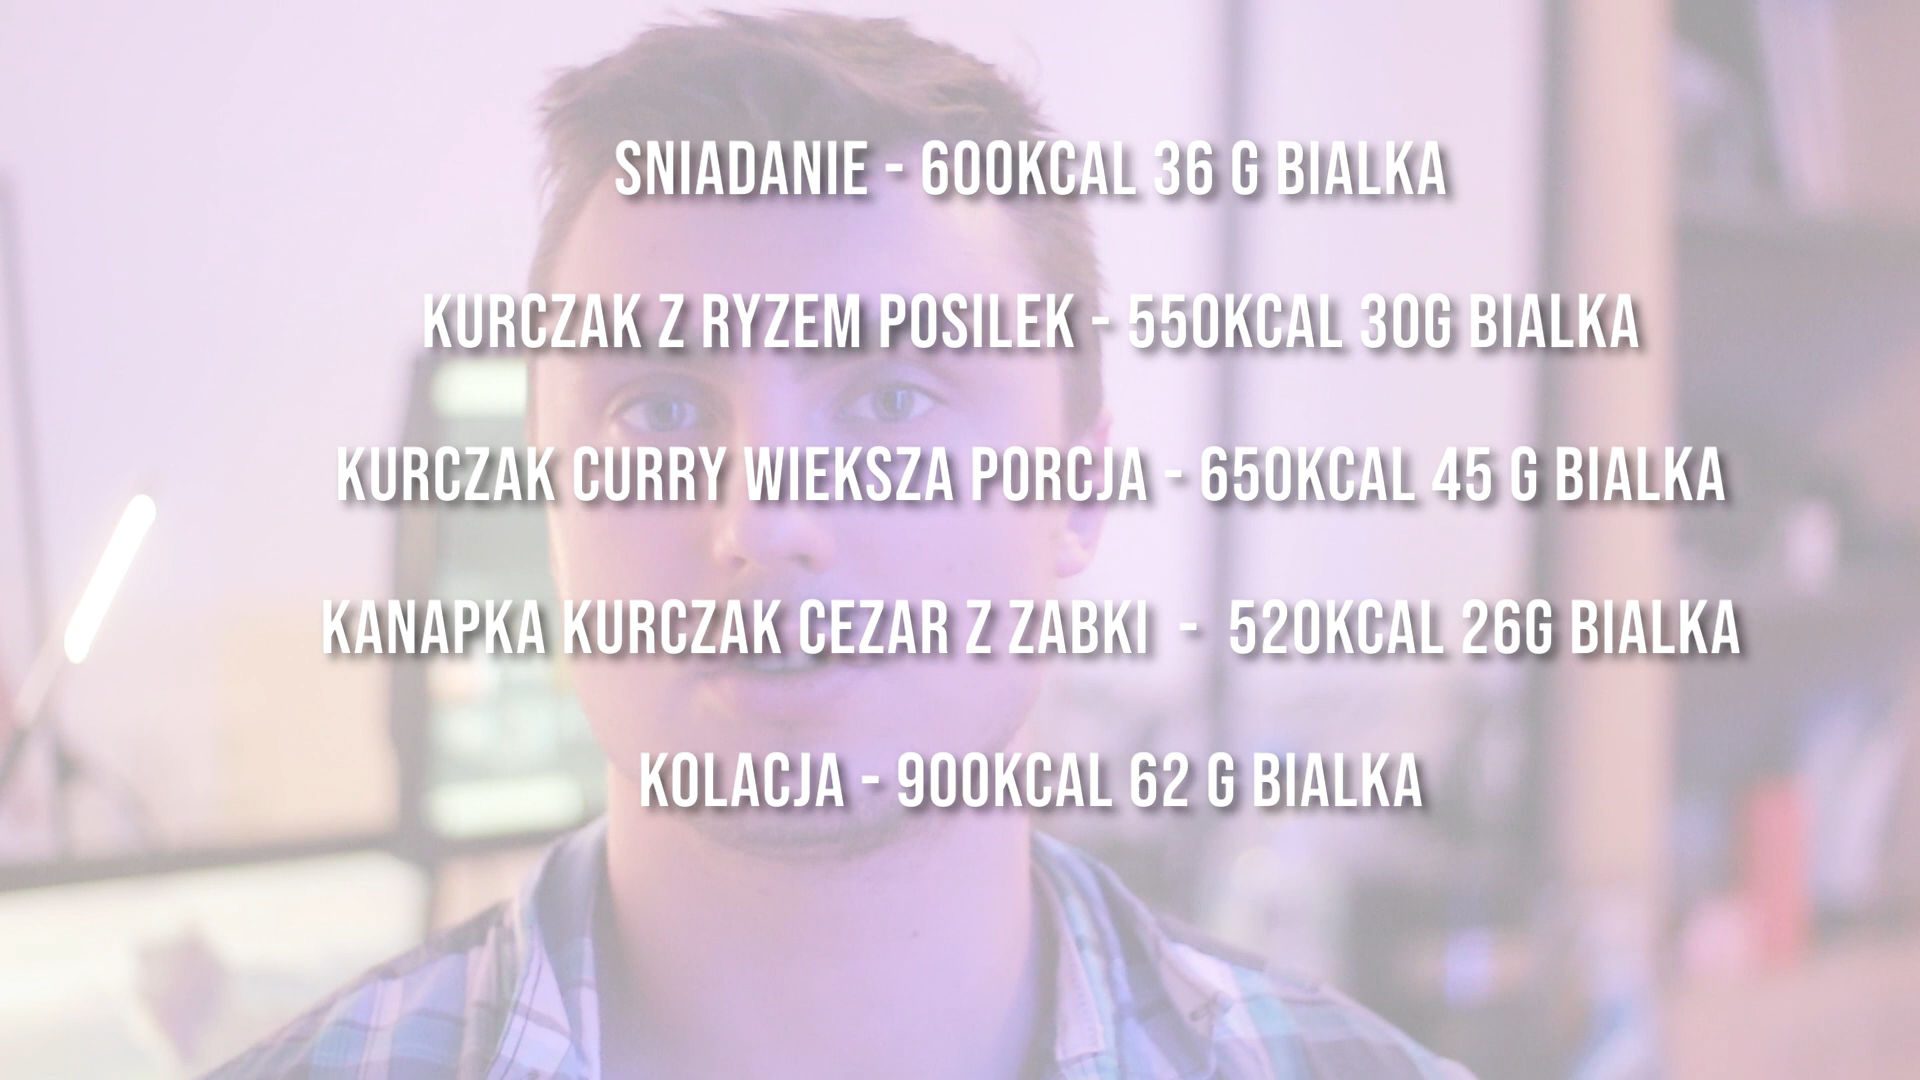 SNIADANIE - 600KCAL 36 G BIALKA
KURCZAK Z RYZEM POSILEK - 550KCAL 30G BIALKA
KURCZAK CURRY WIEKSZA PORCJA - 650KCAL 45 G BIALKA
KANAPKA KURCZAK CEZAR Z ZABKI - 520KCAL 26G BIALKA
KOLACJA - 900KCAL 62 G BIALKA